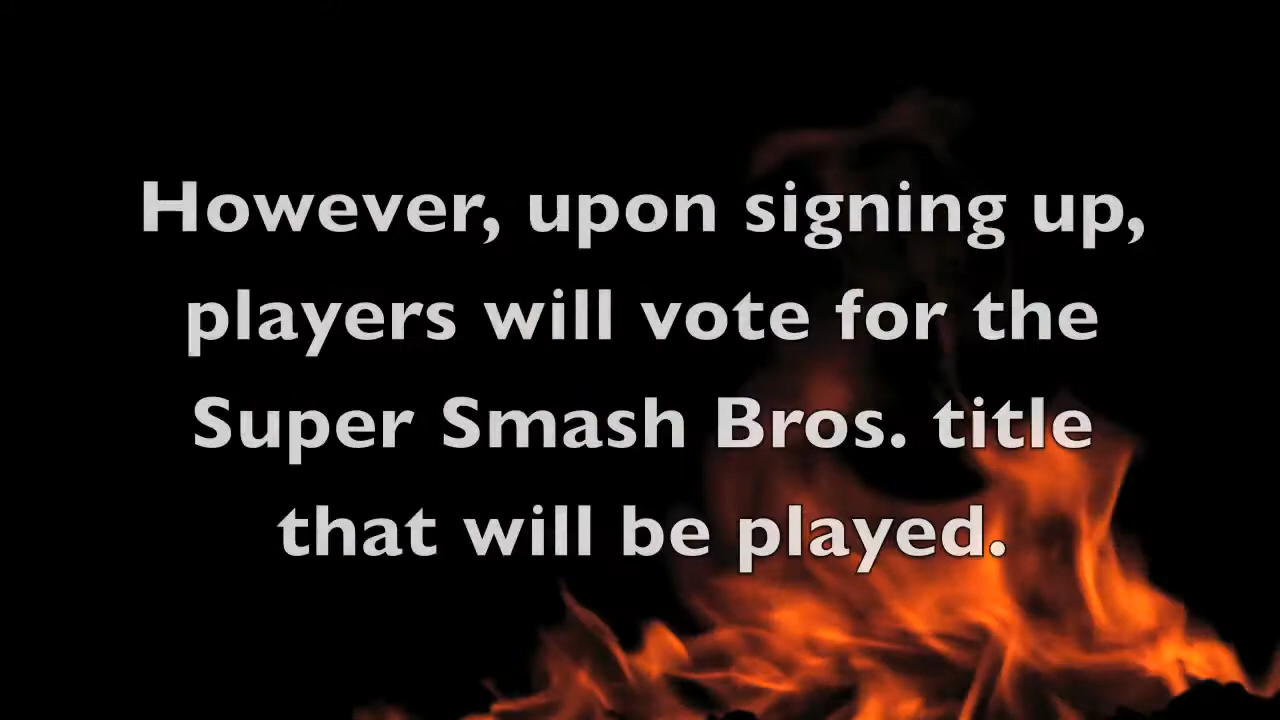 However, upon signing up,
players will vote for the
Super Smash Bros. title
that will be played.